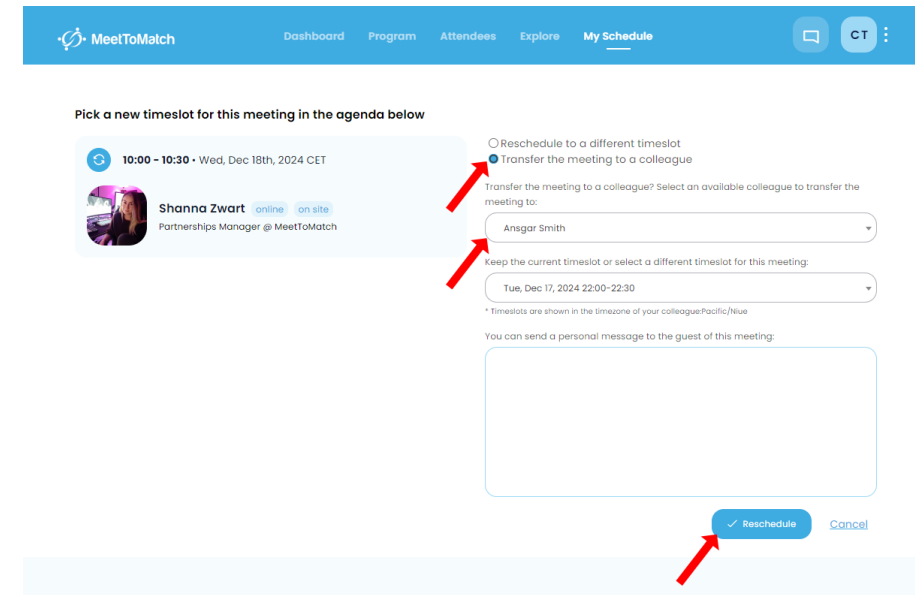 MeetToMatch
Dashboard Program Attendees Explore My Schedule
CT
Pick a new timeslot for this meeting in the agenda below
10:00 - 10:30 • Wed, Dec 18th, 2024 CET
Shanna Zwart online on site
Partnerships Manager @ MeetToMatch
Reschedule to a different timeslot
Transfer the meeting to a colleague
Transfer the meeting to a colleague? Select an available colleague to transfer the
meeting to:
Ansgar Smith
Keep the current timeslot or select a different timeslot for this meeting:
Tue, Dec 17, 2024 22:00-22:30
* Timeslots are shown in the timezone of your colleague:Pacific/Niue
You can send a personal message to the guest of this meeting:
Reschedule
Cancel